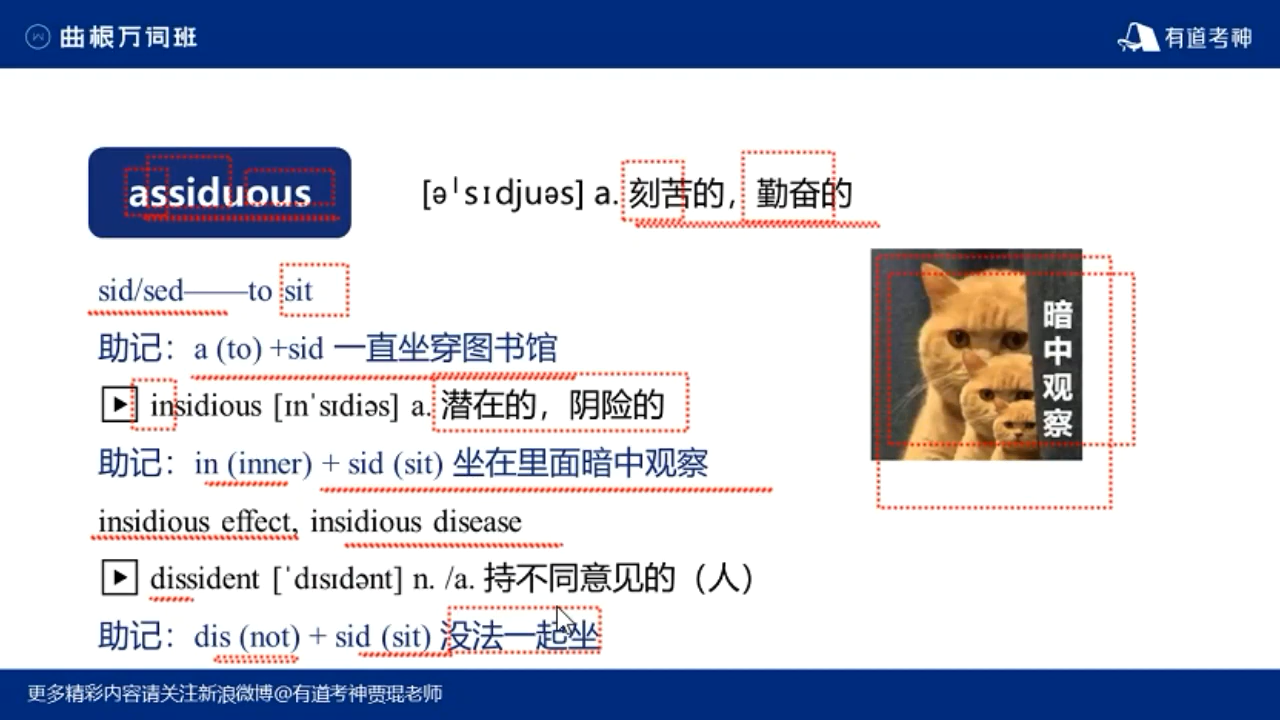 曲根万词班
有道考神
assiduous
[əˈsɪdjuəs] a. 刻苦的，勤奋的
sid/sed——to sit
助记：a (to) +sid 一直坐穿图书馆
insidious [ɪnˈsɪdiəs] a. 潜在的，阴险的
助记：in (inner) + sid (sit) 坐在里面暗中观察
insidious effect, insidious disease
dissident [ˈdɪsɪdənt] n. /a. 持不同意见的（人）
助记：dis (not) + sid (sit) 没法一起坐
暗中观察
更多精彩内容请关注新浪微博@有道考神贾琨老师